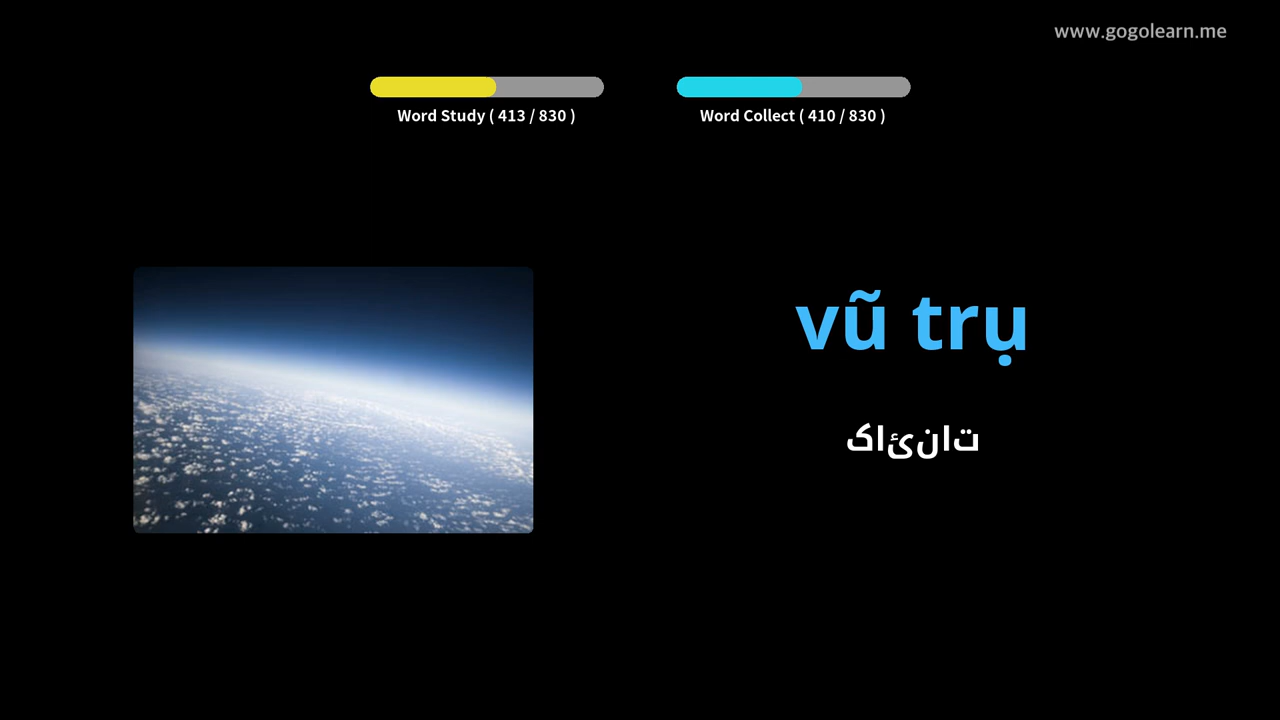 www.gogolearn.me
Word Study ( 413 / 830 )
Word Collect ( 410 / 830 )
vũ trụ
کائنات